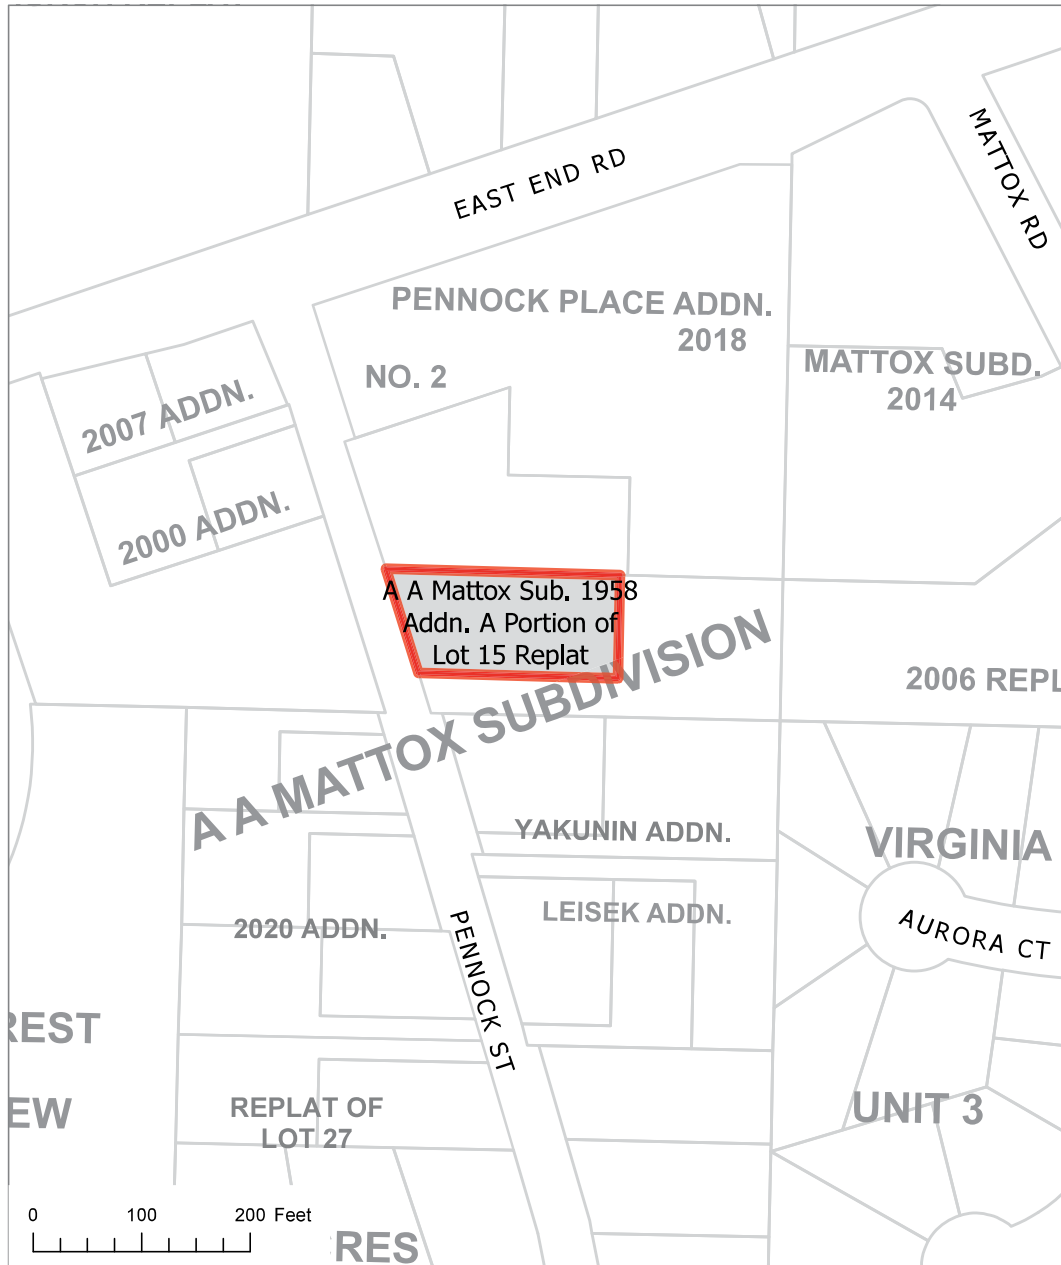 EAST END RD
MATTOX RD
PENNOCK PLACE ADDN.
2018
NO. 2
MATTOX SUBD.
2014
2007 ADDN.
2000 ADDN.
A A Mattox Sub. 1958
Addn. A Portion of
Lot 15 Replat
A A MATTOX SUBDIVISION
2006 REPL
YAKUNIN ADDN.
VIRGINIA
LEISEK ADDN.
2020 ADDN.
AURORA CT
PENNOCK ST
REST
EW
REPLAT OF
LOT 27
UNIT 3
0 100 200 Feet
RES